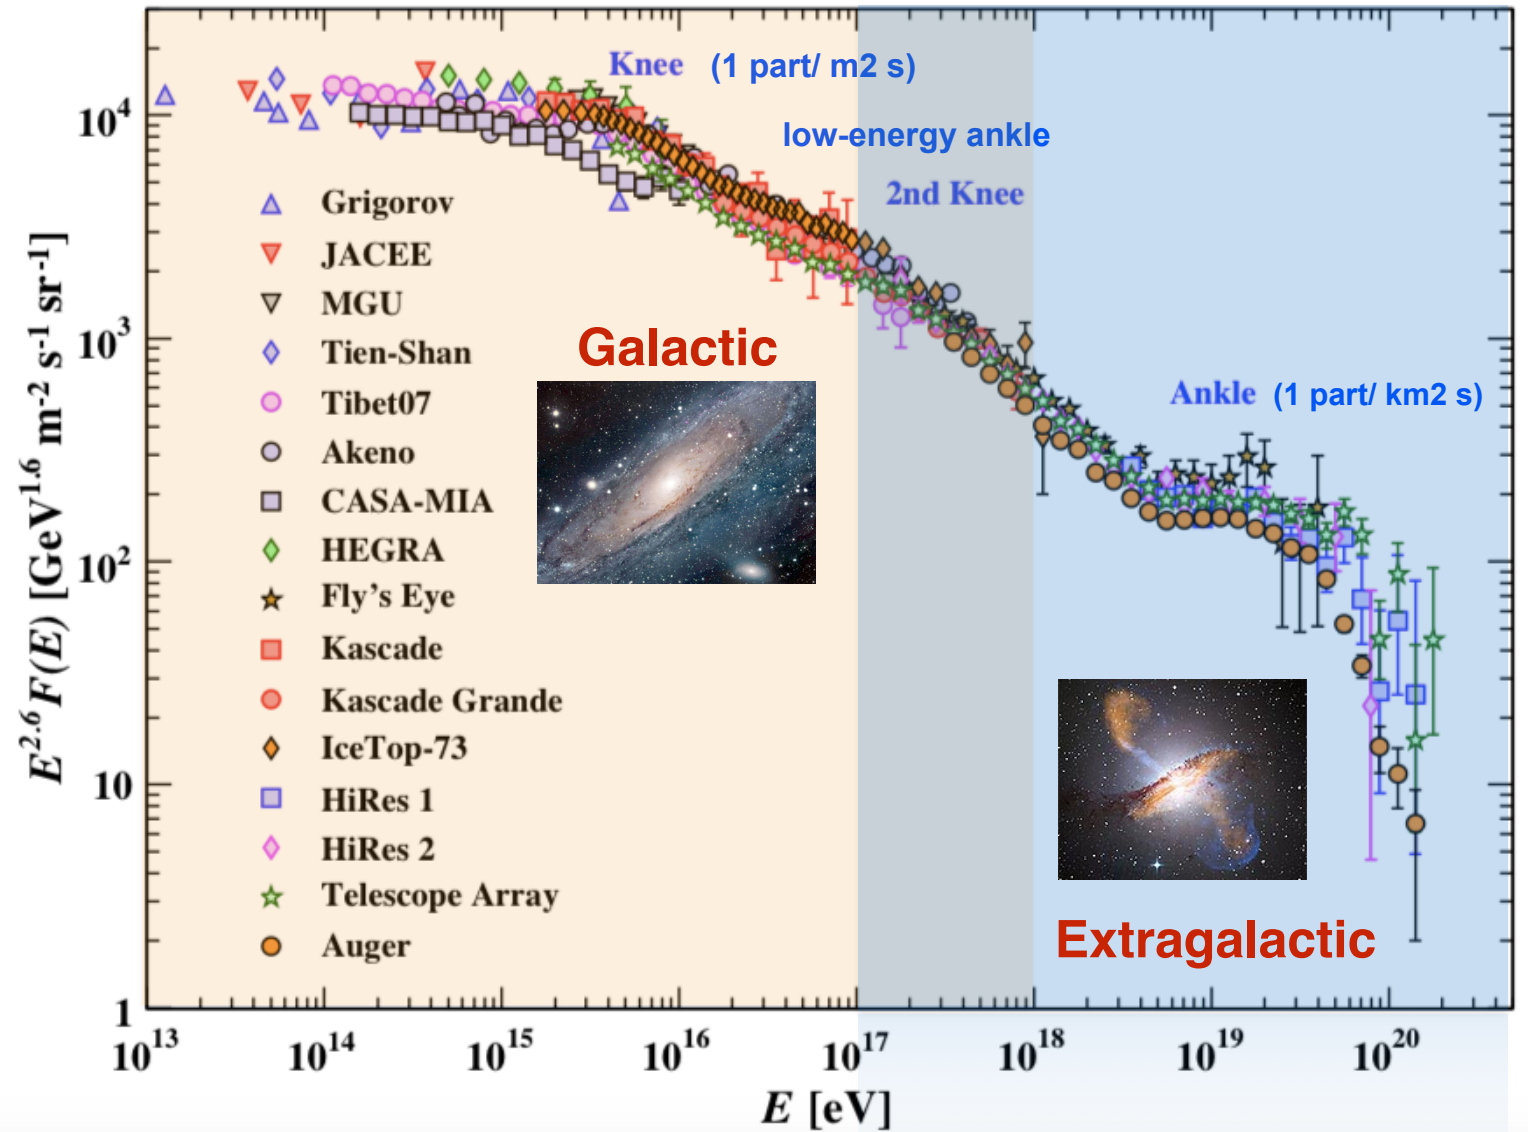 Knee (1 part/ m2 s)
low-energy ankle
2nd Knee
Galactic
Ankle (1 part/ km2 s)
Extragalactic
Grigorov
JACEE
MGU
Tien-Shan
Tibet07
Akeno
CASA-MIA
HEGRA
Fly's Eye
Kascade
Kascade Grande
IceTop-73
HiRes 1
HiRes 2
Telescope Array
Auger
E^2.6 F(E) [GeV^1.6 m^-2 s^-1 sr^-1]
10^4
10^3
10^2
10
1
10^13 10^14 10^15 10^16 10^17 10^18 10^19 10^20
E [eV]